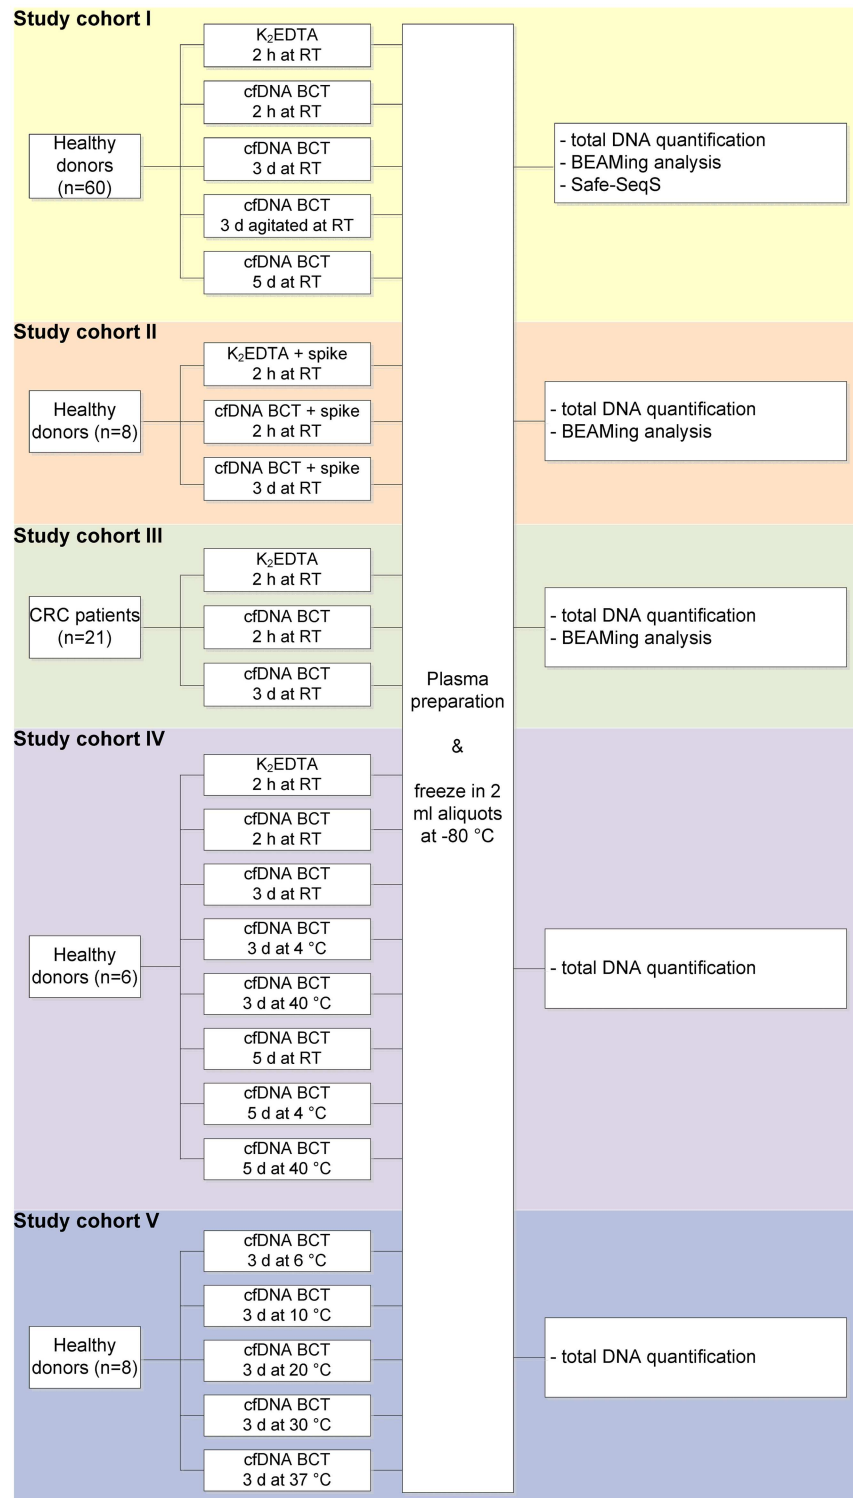 Study cohort I
Healthy
donors
(n=60)
K₂EDTA
2 h at RT
cfDNA BCT
2 h at RT
cfDNA BCT
3 d at RT
cfDNA BCT
3 d agitated at RT
cfDNA BCT
5 d at RT
- total DNA quantification
- BEAMing analysis
- Safe-SeqS
Study cohort II
Healthy
donors (n=8)
K₂EDTA + spike
2 h at RT
cfDNA BCT + spike
2 h at RT
cfDNA BCT + spike
3 d at RT
- total DNA quantification
- BEAMing analysis
Study cohort III
CRC patients
(n=21)
K₂EDTA
2 h at RT
cfDNA BCT
2 h at RT
cfDNA BCT
3 d at RT
- total DNA quantification
- BEAMing analysis
Plasma
preparation
&
freeze in 2
ml aliquots
at -80 °C
Study cohort IV
Healthy
donors (n=6)
K₂EDTA
2 h at RT
cfDNA BCT
2 h at RT
cfDNA BCT
3 d at RT
cfDNA BCT
3 d at 4 °C
cfDNA BCT
3 d at 40 °C
cfDNA BCT
5 d at RT
cfDNA BCT
5 d at 4 °C
cfDNA BCT
5 d at 40 °C
- total DNA quantification
Study cohort V
Healthy
donors (n=8)
cfDNA BCT
3 d at 6 °C
cfDNA BCT
3 d at 10 °C
cfDNA BCT
3 d at 20 °C
cfDNA BCT
3 d at 30 °C
cfDNA BCT
3 d at 37 °C
- total DNA quantification